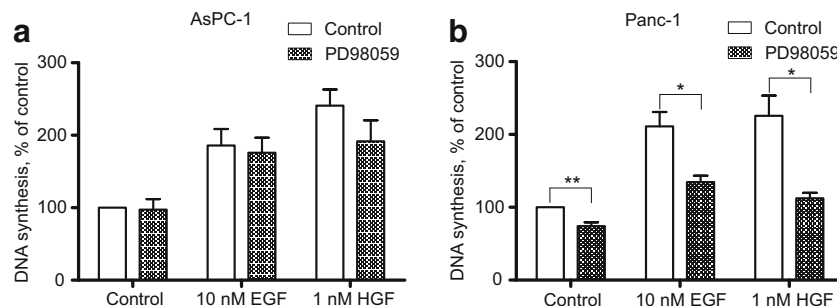 a
AsPC-1
Control
PD98059
DNA synthesis, % of control
300
200
100
0
Control
10 nM EGF
1 nM HGF
b
Panc-1
Control
PD98059
DNA synthesis, % of control
300
200
100
0
**
*
*
Control
10 nM EGF
1 nM HGF